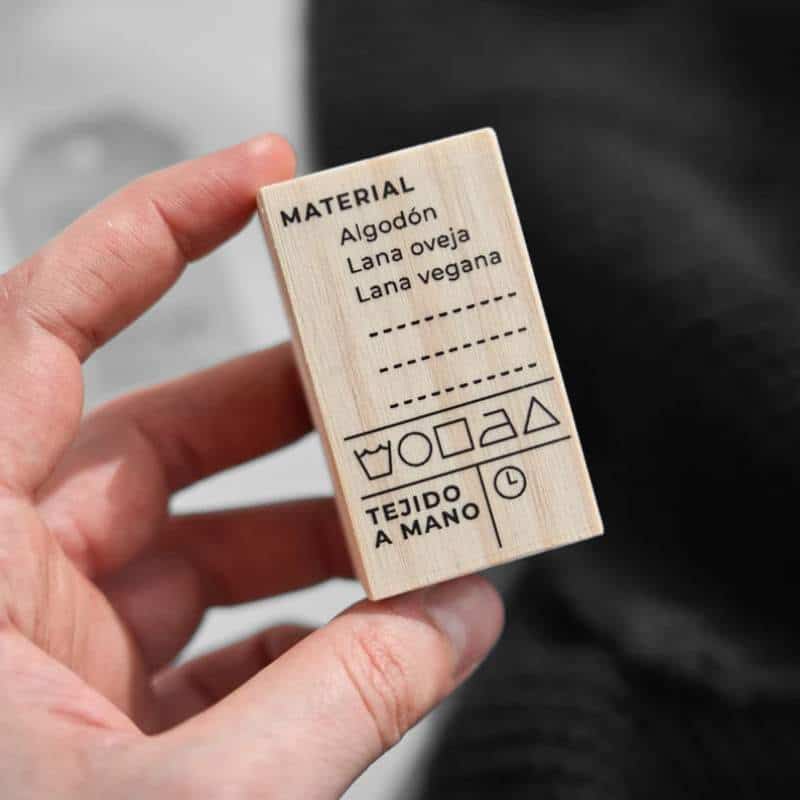 MATERIAL
Algodón
Lana oveja
Lana vegana
TEJIDO
A MANO